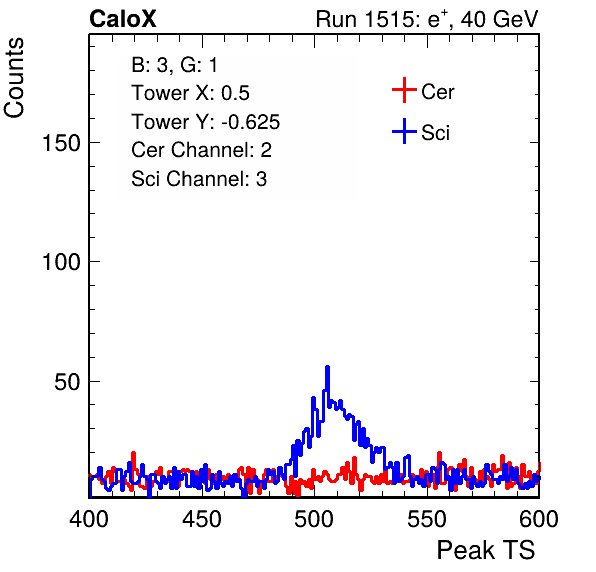 CaloX Run 1515: e+, 40 GeV
Counts
B: 3, G: 1
Tower X: 0.5
Tower Y: -0.625
Cer Channel: 2
Sci Channel: 3
Cer
Sci
150
100
50
400 450 500 550 600
Peak TS